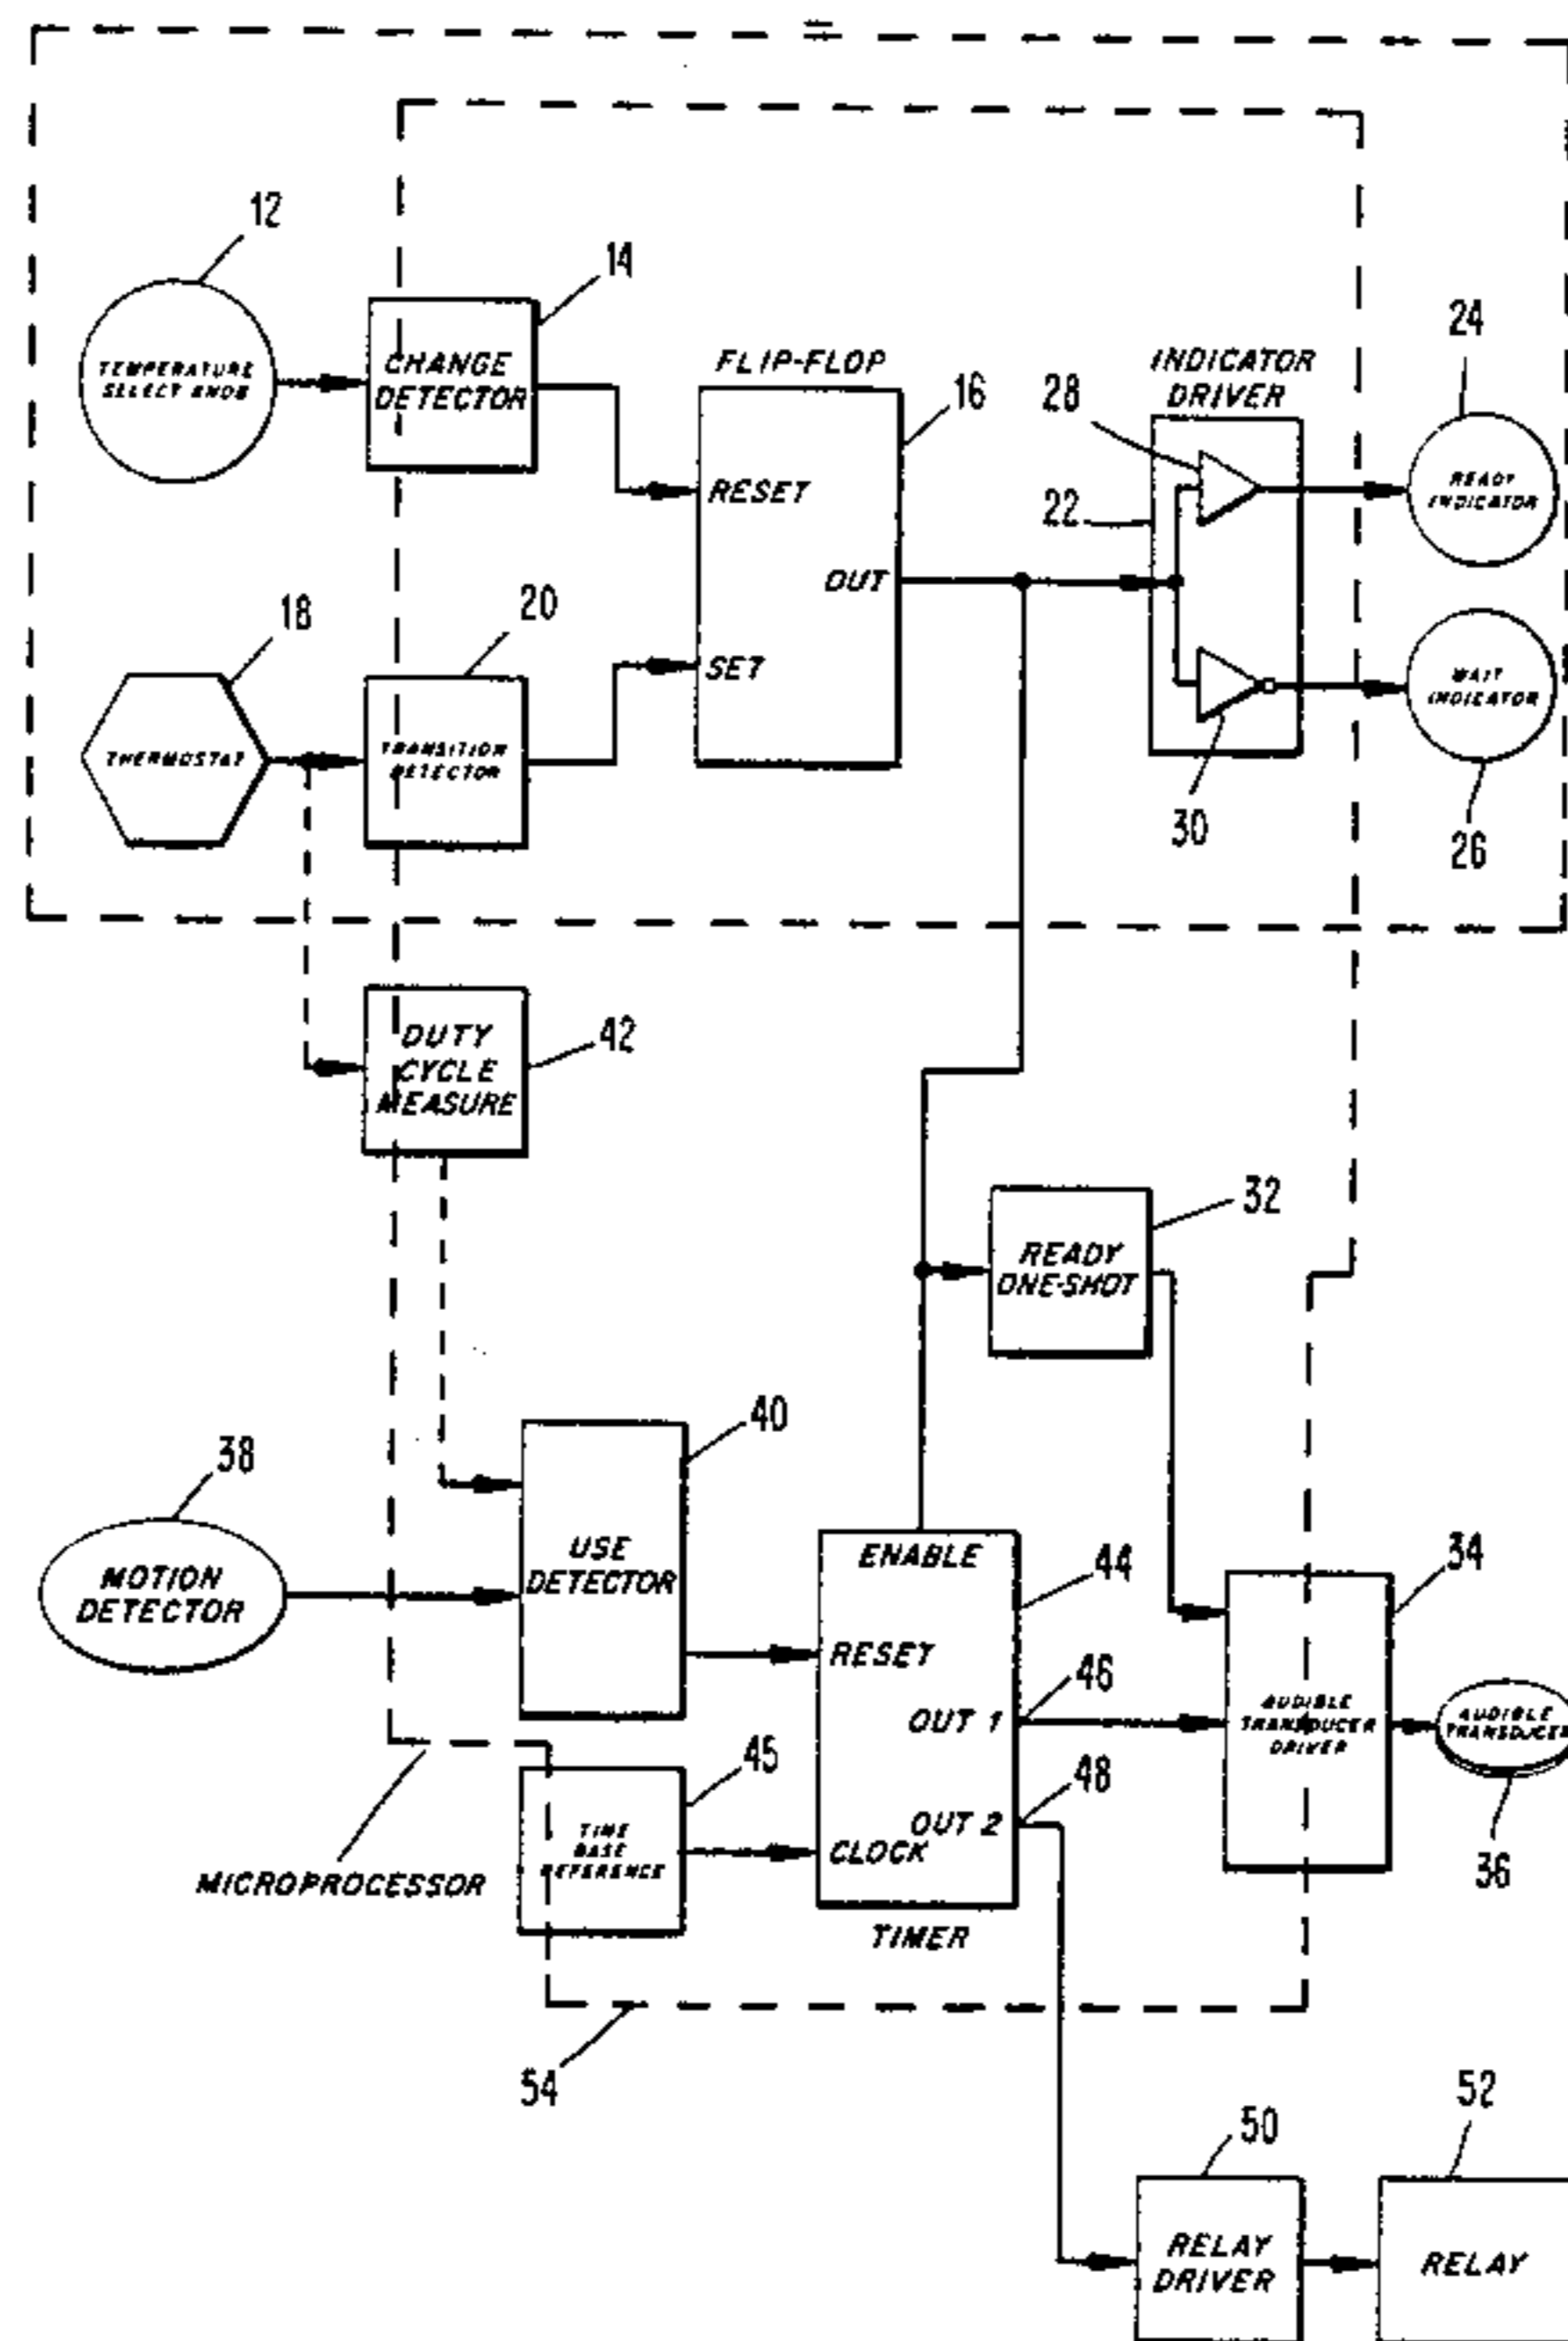 12
14
TEMPERATURE
SELECT KNOB
CHANGE
DETECTOR
FLIP-FLOP
16
RESET
OUT
SET
INDICATOR
DRIVER
28
22
30
24
READY
INDICATOR
WAIT
INDICATOR
26
18
20
THERMOSTAT
TRANSITION
DETECTOR
DUTY
CYCLE
MEASURE
42
32
READY
ONE-SHOT
38
MOTION
DETECTOR
40
USE
DETECTOR
ENABLE
44
RESET
46
OUT 1
48
OUT 2
CLOCK
TIMER
34
AUDIBLE
TRANSDUCER
DRIVER
AUDIBLE
TRANSDUCER
36
45
TIME
BASE
REFERENCE
MICROPROCESSOR
54
50
RELAY
DRIVER
52
RELAY